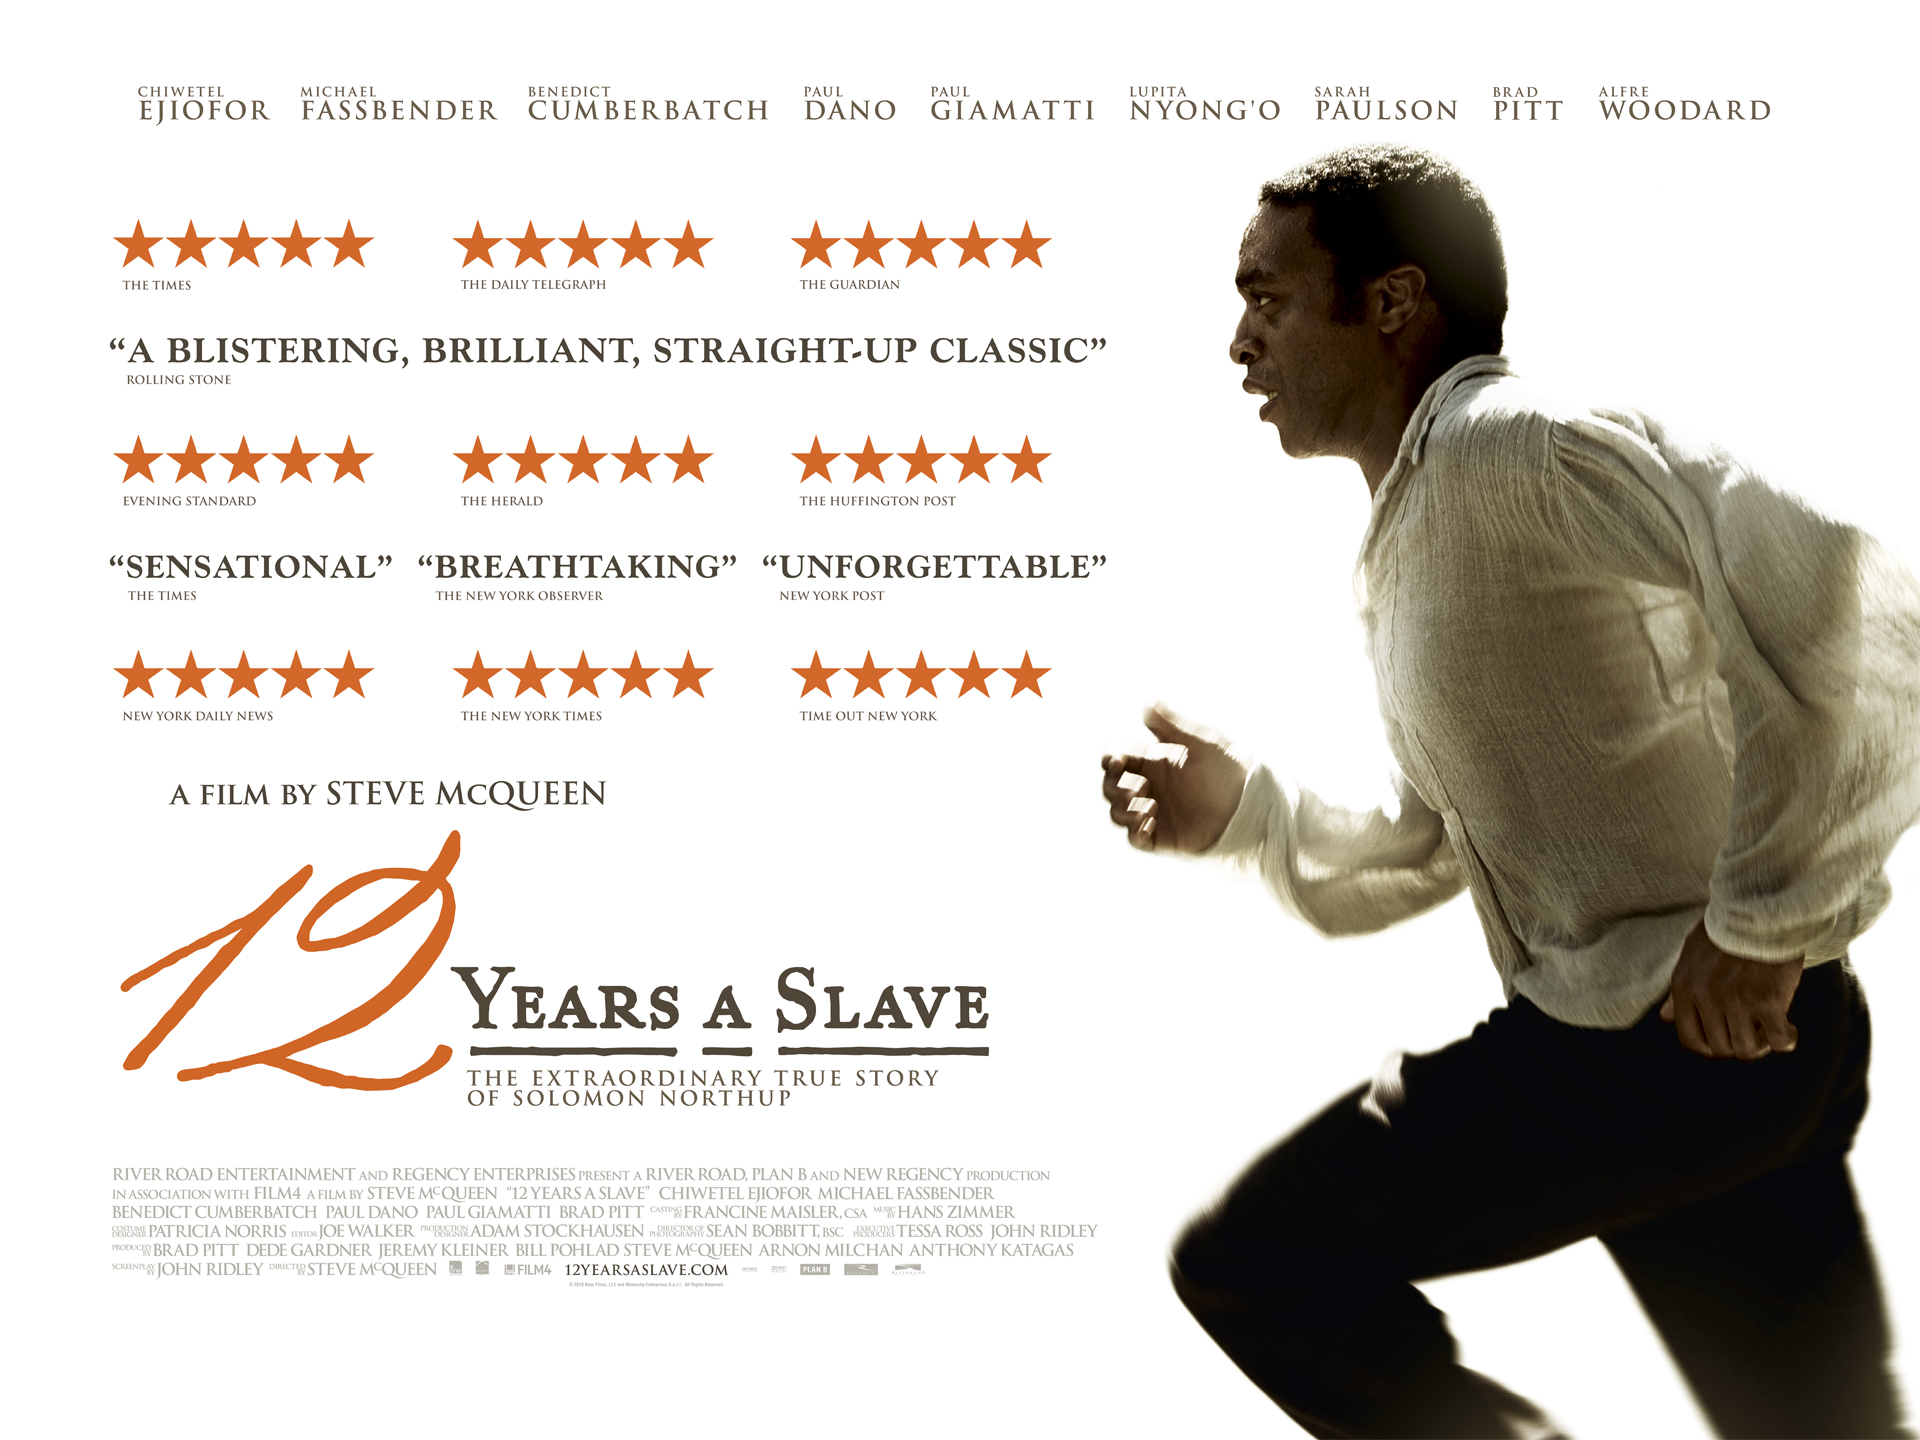 CHIWETEL EJIOFOR MICHAEL FASSBENDER BENEDICT CUMBERBATCH PAUL DANO PAUL GIAMATTI LUPITA NYONG'O SARAH PAULSON BRAD PITT ALFRE WOODARD
THE TIMES THE DAILY TELEGRAPH THE GUARDIAN
“A BLISTERING, BRILLIANT, STRAIGHT-UP CLASSIC”
ROLLING STONE
EVENING STANDARD THE HERALD THE HUFFINGTON POST
“SENSATIONAL” “BREATHTAKING” “UNFORGETTABLE”
THE TIMES THE NEW YORK OBSERVER NEW YORK POST
NEW YORK DAILY NEWS THE NEW YORK TIMES TIME OUT NEW YORK
A FILM BY STEVE McQUEEN
12 YEARS A SLAVE
THE EXTRAORDINARY TRUE STORY
OF SOLOMON NORTHUP
RIVER ROAD ENTERTAINMENT AND REGENCY ENTERPRISES PRESENT A RIVER ROAD, PLAN B AND NEW REGENCY PRODUCTION
IN ASSOCIATION WITH FILM4 A FILM BY STEVE McQUEEN “12 YEARS A SLAVE” CHIWETEL EJIOFOR MICHAEL FASSBENDER
BENEDICT CUMBERBATCH PAUL DANO PAUL GIAMATTI BRAD PITT CASTING BY FRANCINE MAISLER, CSA MUSIC BY HANS ZIMMER
COSTUME DESIGNER PATRICIA NORRIS EDITOR JOE WALKER PRODUCTION DESIGNER ADAM STOCKHAUSEN DIRECTOR OF PHOTOGRAPHY SEAN BOBBITT, BSC EXECUTIVE PRODUCERS TESSA ROSS JOHN RIDLEY
PRODUCED BY BRAD PITT DEDE GARDNER JEREMY KLEINER BILL POHLAD STEVE McQUEEN ARNON MILCHAN ANTHONY KATAGAS
SCREENPLAY BY JOHN RIDLEY DIRECTED BY STEVE McQUEEN FILM4 12YEARSASLAVE.COM PLAN B